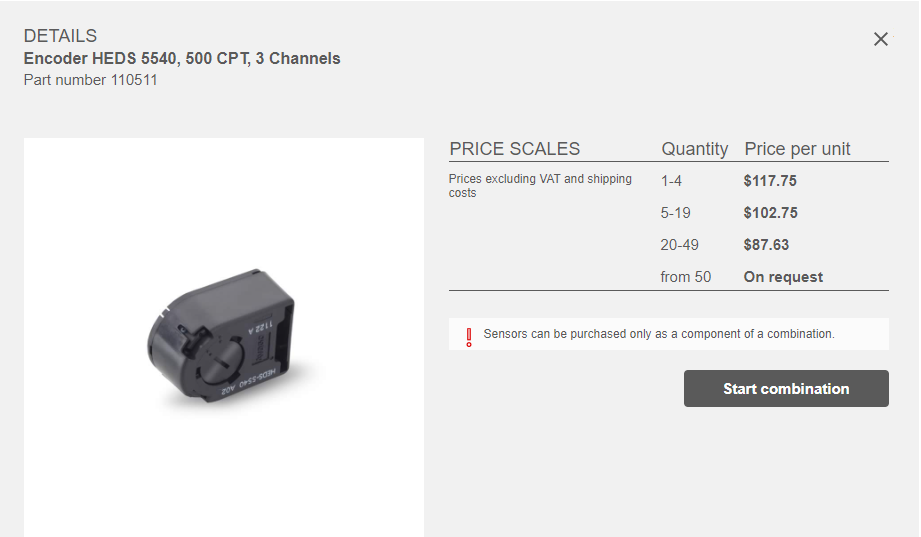 DETAILS
Encoder HEDS 5540, 500 CPT, 3 Channels
Part number 110511
PRICE SCALES Quantity Price per unit
Prices excluding VAT and shipping
costs
1-4 $117.75
5-19 $102.75
20-49 $87.63
from 50 On request
Sensors can be purchased only as a component of a combination.
Start combination
1122 A
HEDS-5540 A02